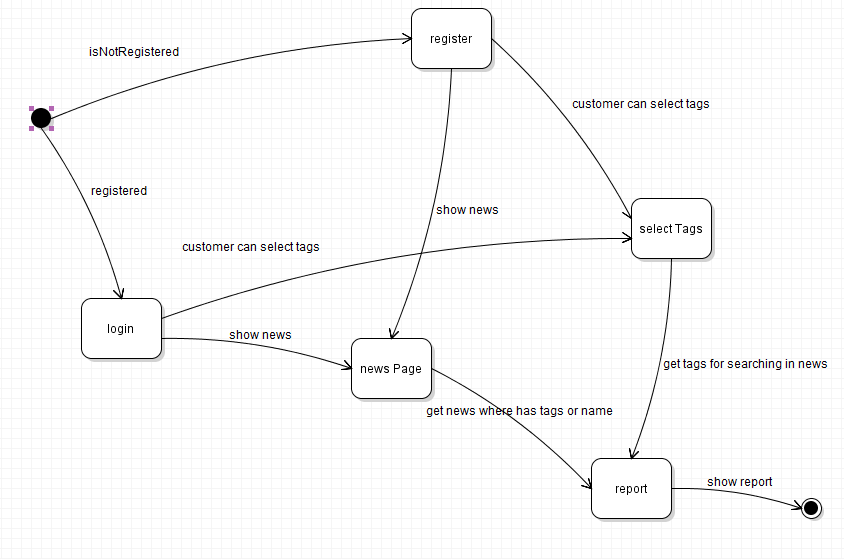 register
isNotRegistered
customer can select tags
registered
show news
select Tags
customer can select tags
login
show news
news Page
get tags for searching in news
get news where has tags or name
report
show report